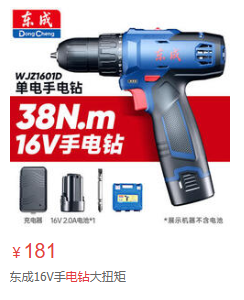 东成
DongCheng
WJZ1601D
单电手电钻
38N.m
16V手电钻
东成
充电器
16V 2.0A电池*1
*展示机器不含电池
¥181
东成16V手电钻大扭矩